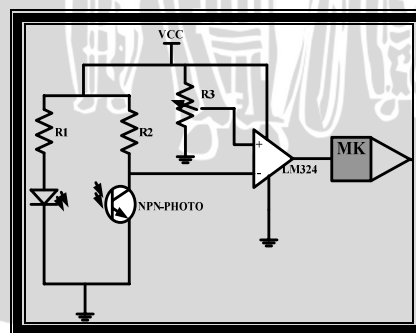 VCC
R1
R2
R3
+
-
LM324
MK
NPN-PHOTO